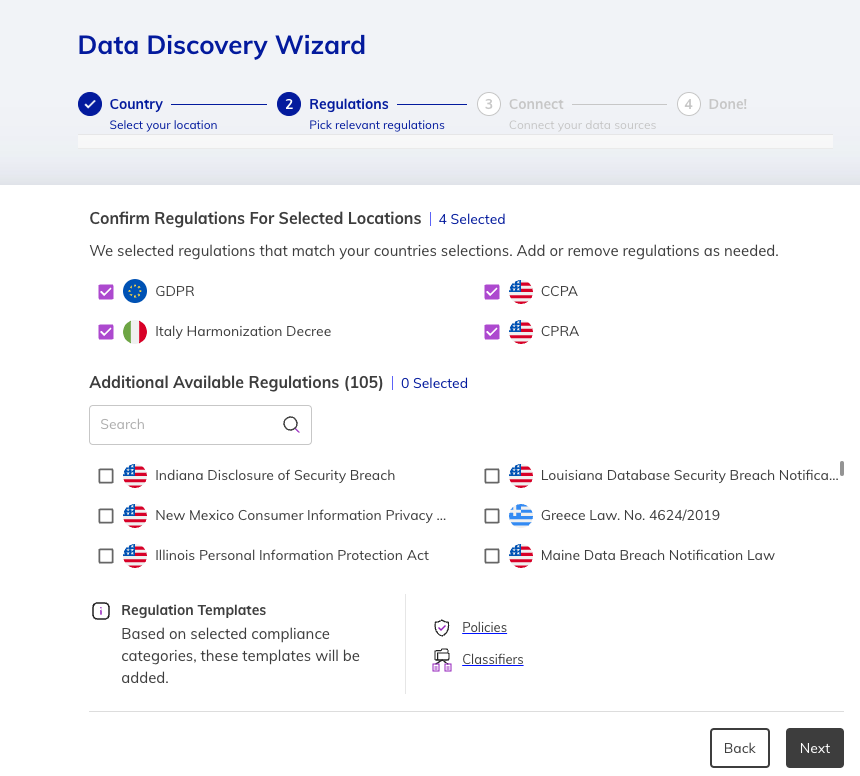 Data Discovery Wizard
Country
2 Regulations
3 Connect
4 Done!
Select your location
Pick relevant regulations
Connect your data sources
Confirm Regulations For Selected Locations | 4 Selected
We selected regulations that match your countries selections. Add or remove regulations as needed.
GDPR
CCPA
Italy Harmonization Decree
CPRA
Additional Available Regulations (105) | 0 Selected
Search
Indiana Disclosure of Security Breach
Louisiana Database Security Breach Notifica...
New Mexico Consumer Information Privacy ...
Greece Law. No. 4624/2019
Illinois Personal Information Protection Act
Maine Data Breach Notification Law
Regulation Templates
Based on selected compliance
categories, these templates will be
added.
Policies
Classifiers
Back
Next